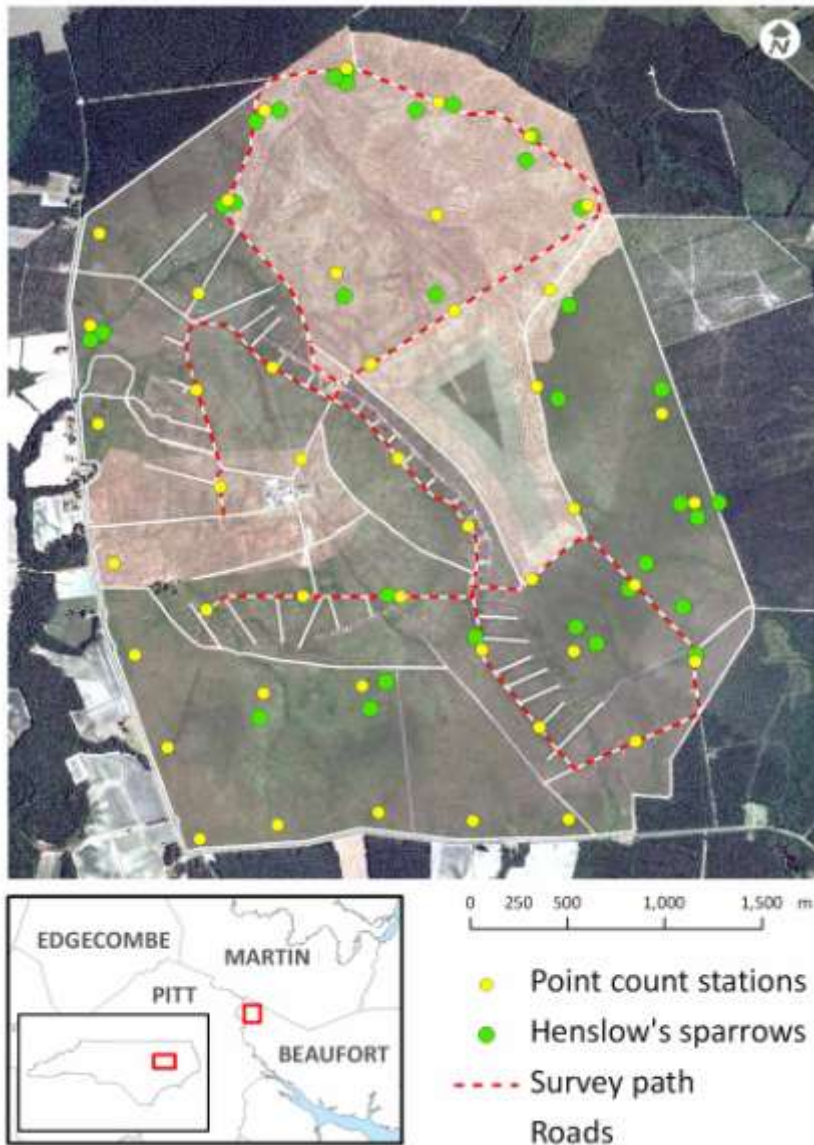 N
EDGECOMBE
MARTIN
PITT
BEAUFORT
0 250 500 1,000 1,500 m
Point count stations
Henslow's sparrows
Survey path
Roads